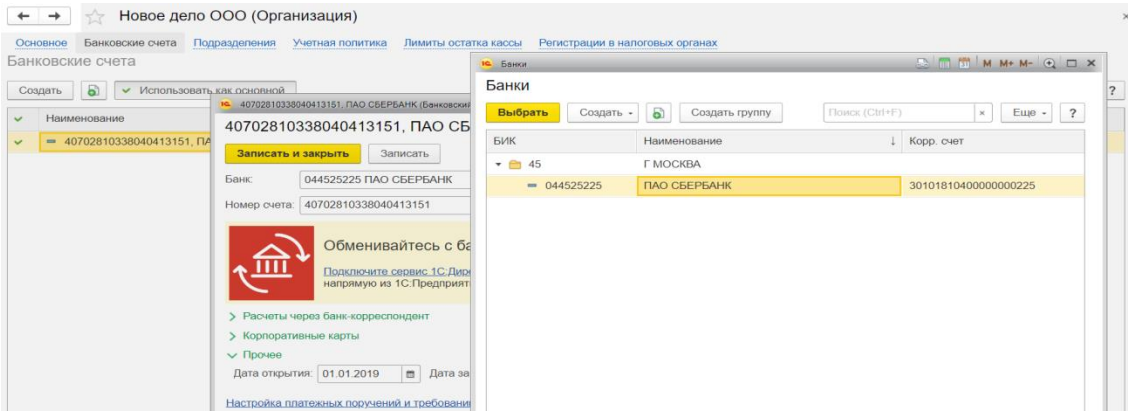 Новое дело ООО (Организация)
Основное Банковские счета Подразделения Учетная политика Лимиты остатка кассы Регистрации в налоговых органах
Банковские счета
Создать Использовать как основной ?
Наименование
40702810338040413151, ПА
1С 40702810338040413151, ПАО СБЕРБАНК (Банковский
40702810338040413151, ПАО СБ
Записать и закрыть Записать
Банк: 044525225 ПАО СБЕРБАНК
Номер счета: 40702810338040413151
Обменивайтесь с ба
Подключите сервис 1С:Дире
напрямую из 1С:Предприят
Расчеты через банк-корреспондент
Корпоративные карты
Прочее
Дата открытия: 01.01.2019 Дата за
Настройка платежных поручений и требовани
1С Банки M M+ M-
Банки
Выбрать Создать Создать группу Поиск (Ctrl+F) × Еще ?
БИК Наименование ↓ Корр. счет
45 Г МОСКВА
044525225 ПАО СБЕРБАНК 30101810400000000225